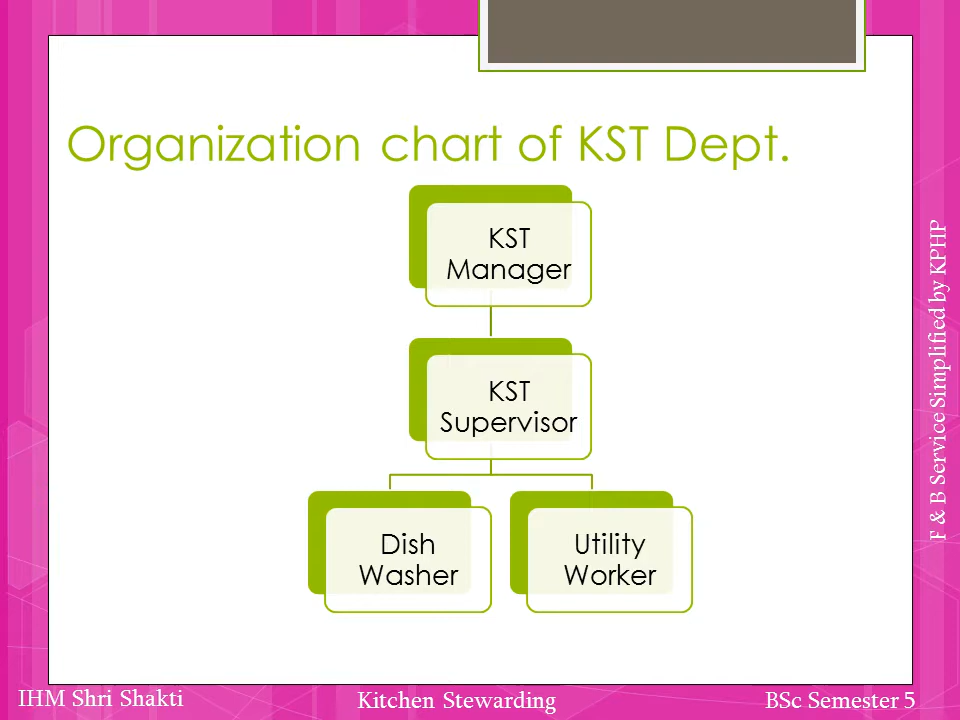 Organization chart of KST Dept.
KST
Manager
KST
Supervisor
Dish
Washer
Utility
Worker
F & B Service Simplified by KPHP
IHM Shri Shakti
Kitchen Stewarding
BSc Semester 5